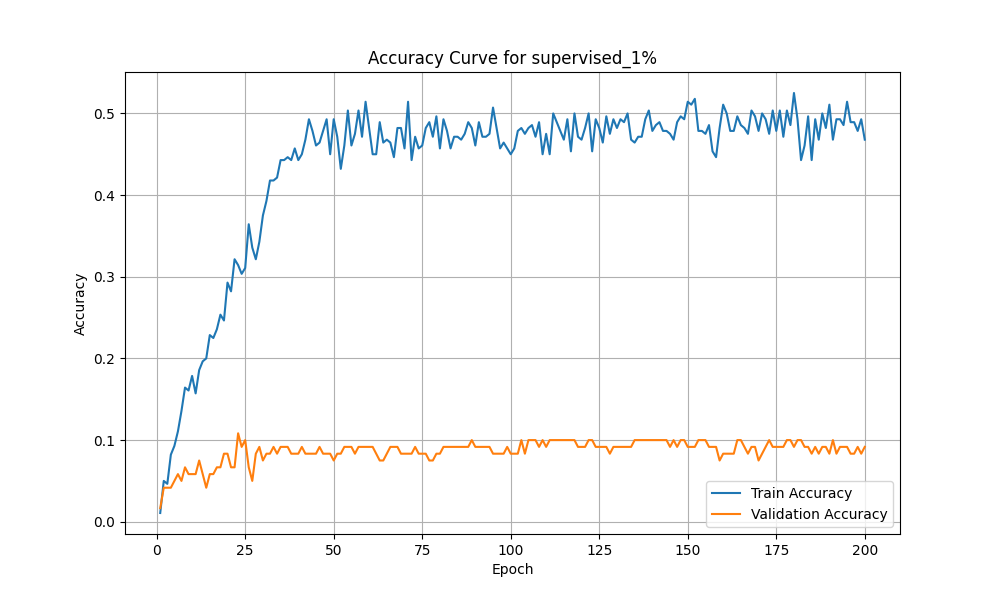 Accuracy Curve for supervised_1%
Accuracy
0.5
0.4
0.3
0.2
0.1
0.0
Train Accuracy
Validation Accuracy
0 25 50 75 100 125 150 175 200
Epoch